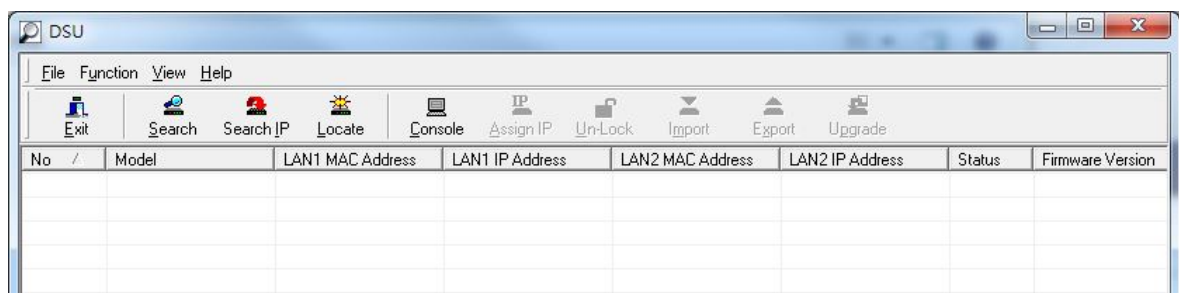 DSU
File Function View Help
Exit Search Search IP Locate Console Assign IP Un-Lock Import Export Upgrade
No Model LAN1 MAC Address LAN1 IP Address LAN2 MAC Address LAN2 IP Address Status Firmware Version